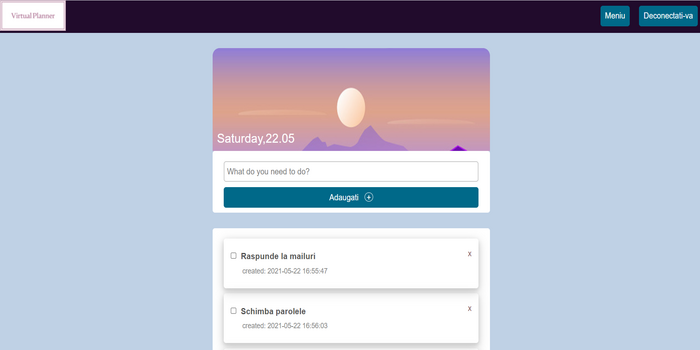 Virtual Planner
Meniu
Deconectati-va
Saturday,22.05
What do you need to do?
Adaugati
Raspunde la mailuri
x
created: 2021-05-22 16:55:47
Schimba parolele
x
created: 2021-05-22 16:56:03